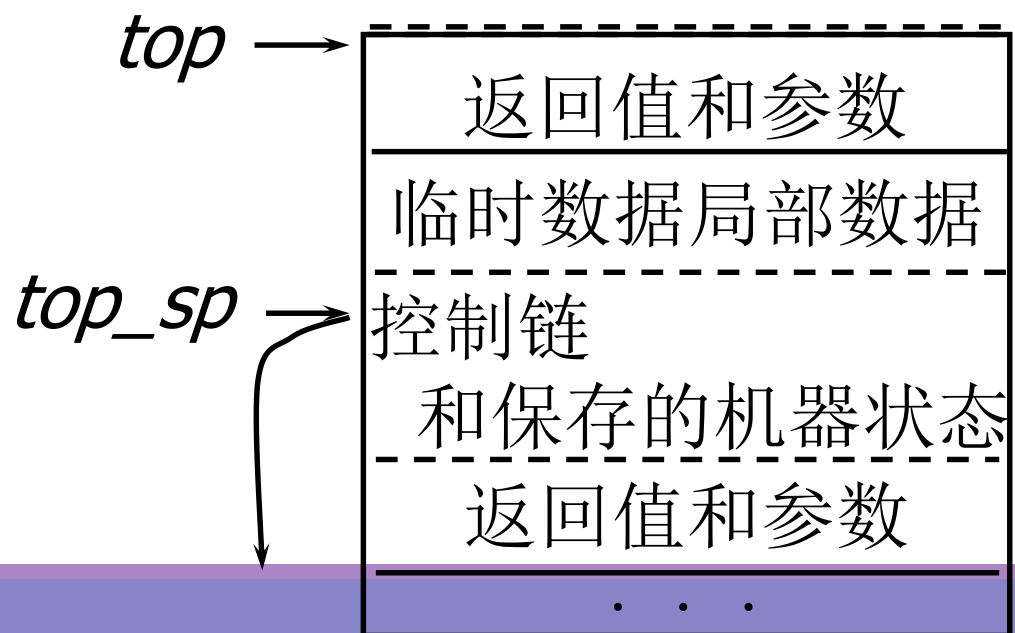 top
返回值和参数
临时数据局部数据
top_sp
控制链
和保存的机器状态
返回值和参数
. . .